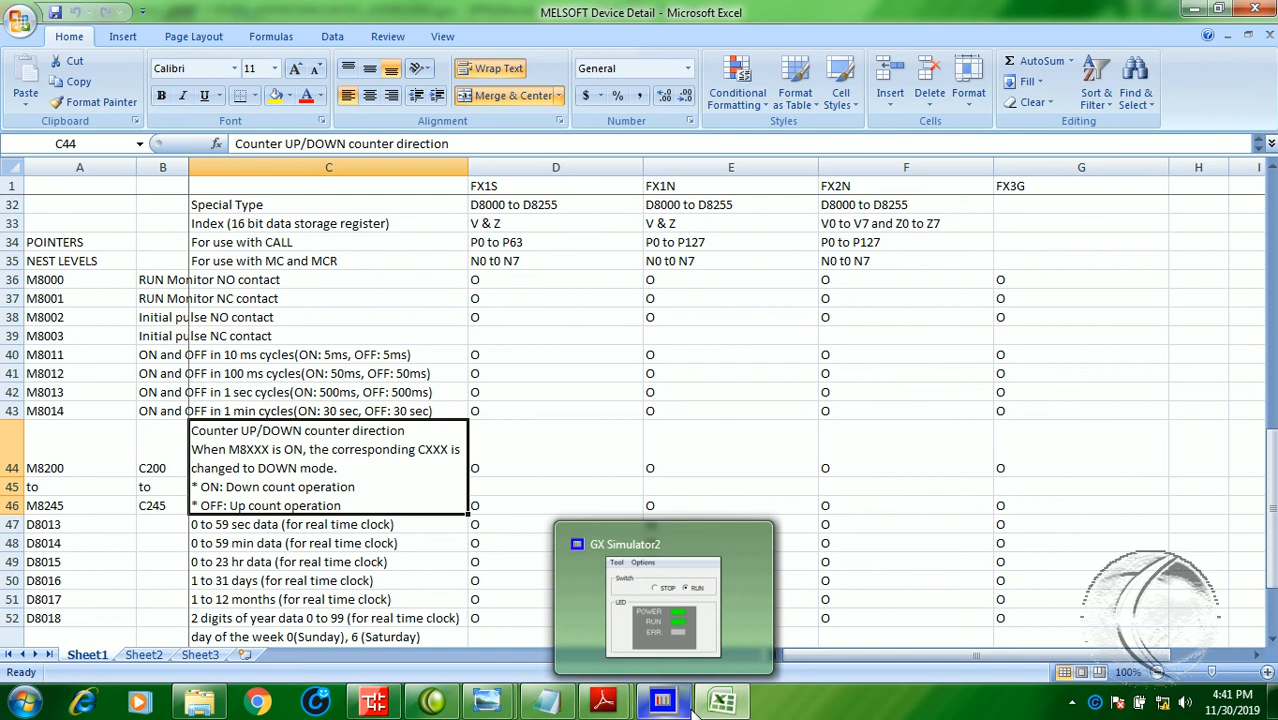 MELSOFT Device Detail - Microsoft Excel
Home Insert Page Layout Formulas Data Review View
Paste
Cut
Copy
Format Painter
Clipboard
Calibri 11
B I U
Font
Wrap Text
Merge & Center
Alignment
General
$ % ,
Number
Conditional Formatting
Format as Table
Cell Styles
Styles
Insert Delete Format
Cells
AutoSum
Fill
Clear
Sort & Filter
Find & Select
Editing
C44 fx Counter UP/DOWN counter direction
A B C D E F G H I
1 FX1S FX1N FX2N FX3G
32 Special Type D8000 to D8255 D8000 to D8255 D8000 to D8255
33 Index (16 bit data storage register) V & Z V & Z V0 to V7 and Z0 to Z7
34 POINTERS For use with CALL P0 to P63 P0 to P127 P0 to P127
35 NEST LEVELS For use with MC and MCR N0 t0 N7 N0 t0 N7 N0 t0 N7
36 M8000 RUN Monitor NO contact O O O O
37 M8001 RUN Monitor NC contact O O O O
38 M8002 Initial pulse NO contact O O O O
39 M8003 Initial pulse NC contact
40 M8011 ON and OFF in 10 ms cycles(ON: 5ms, OFF: 5ms) O O O O
41 M8012 ON and OFF in 100 ms cycles(ON: 50ms, OFF: 50ms) O O O O
42 M8013 ON and OFF in 1 sec cycles(ON: 500ms, OFF: 500ms) O O O O
43 M8014 ON and OFF in 1 min cycles(ON: 30 sec, OFF: 30 sec) O O O O
Counter UP/DOWN counter direction
When M8XXX is ON, the corresponding CXXX is
44 M8200 C200 changed to DOWN mode. O O O O
45 to to * ON: Down count operation O O O O
46 M8245 C245 * OFF: Up count operation O O O O
47 D8013 0 to 59 sec data (for real time clock) O O O O
48 D8014 0 to 59 min data (for real time clock) O O O
49 D8015 0 to 23 hr data (for real time clock) O O O
50 D8016 1 to 31 days (for real time clock) O O O
51 D8017 1 to 12 months (for real time clock) O O O
52 D8018 2 digits of year data 0 to 99 (for real time clock) O O O
day of the week 0(Sunday), 6 (Saturday)
GX Simulator2
Tool Options
Switch
STOP RUN
LED
POWER
RUN
ERR.
Sheet1 Sheet2 Sheet3
Ready 100%
4:41 PM
11/30/2019